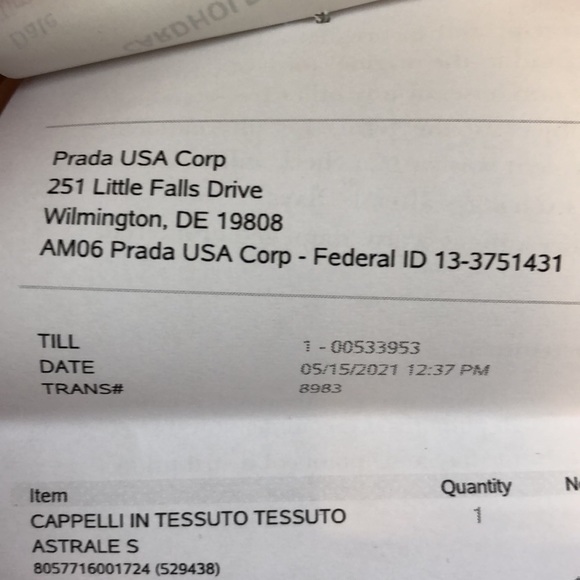 Date
CARDHOL
Prada USA Corp
251 Little Falls Drive
Wilmington, DE 19808
AM06 Prada USA Corp - Federal ID 13-3751431
TILL 1 - 00533953
DATE 05/15/2021 12:37 PM
TRANS# 8983
Item Quantity N
CAPPELLI IN TESSUTO TESSUTO 1
ASTRALE S
8057716001724 (529438)